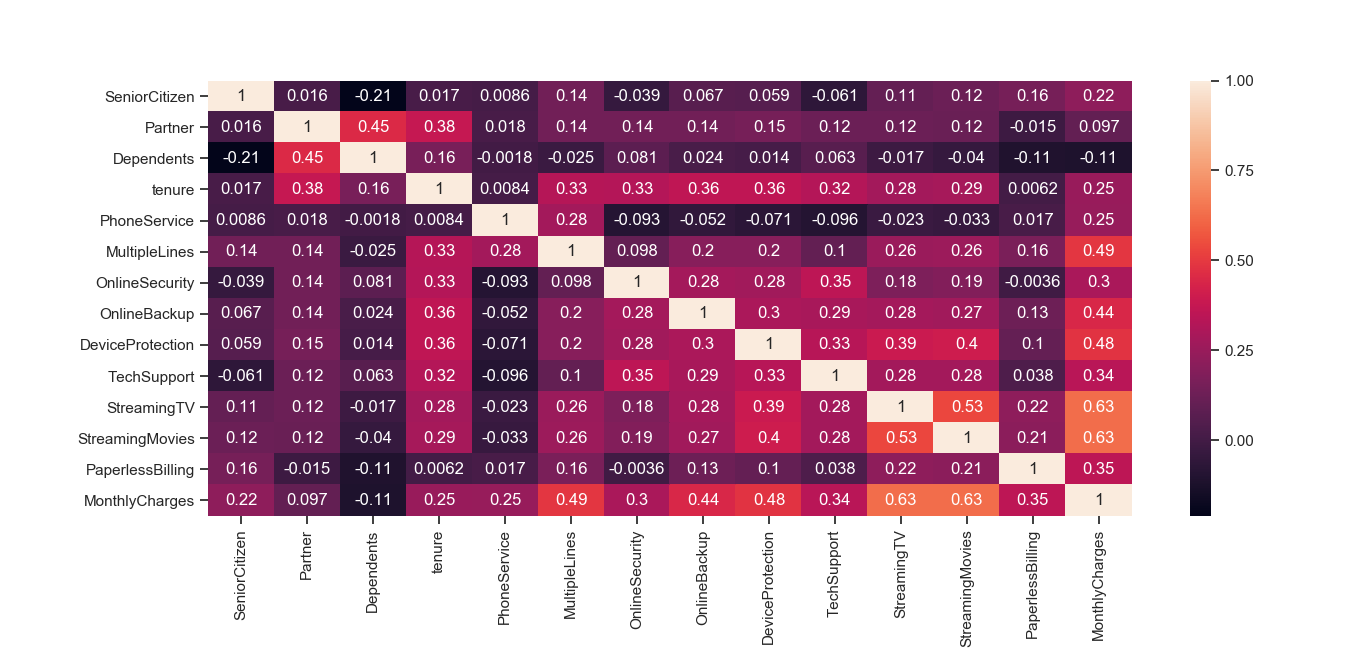 SeniorCitizen 1 0.016 -0.21 0.017 0.0086 0.14 -0.039 0.067 0.059 -0.061 0.11 0.12 0.16 0.22
Partner 0.016 1 0.45 0.38 0.018 0.14 0.14 0.14 0.15 0.12 0.12 0.12 -0.015 0.097
Dependents -0.21 0.45 1 0.16 -0.0018 -0.025 0.081 0.024 0.014 0.063 -0.017 -0.04 -0.11 -0.11
tenure 0.017 0.38 0.16 1 0.0084 0.33 0.33 0.36 0.36 0.32 0.28 0.29 0.0062 0.25
PhoneService 0.0086 0.018 -0.0018 0.0084 1 0.28 -0.093 -0.052 -0.071 -0.096 -0.023 -0.033 0.017 0.25
MultipleLines 0.14 0.14 -0.025 0.33 0.28 1 0.098 0.2 0.2 0.1 0.26 0.26 0.16 0.49
OnlineSecurity -0.039 0.14 0.081 0.33 -0.093 0.098 1 0.28 0.28 0.35 0.18 0.19 -0.0036 0.3
OnlineBackup 0.067 0.14 0.024 0.36 -0.052 0.2 0.28 1 0.3 0.29 0.28 0.27 0.13 0.44
DeviceProtection 0.059 0.15 0.014 0.36 -0.071 0.2 0.28 0.3 1 0.33 0.39 0.4 0.1 0.48
TechSupport -0.061 0.12 0.063 0.32 -0.096 0.1 0.35 0.29 0.33 1 0.28 0.28 0.038 0.34
StreamingTV 0.11 0.12 -0.017 0.28 -0.023 0.26 0.18 0.28 0.39 0.28 1 0.53 0.22 0.63
StreamingMovies 0.12 0.12 -0.04 0.29 -0.033 0.26 0.19 0.27 0.4 0.28 0.53 1 0.21 0.63
PaperlessBilling 0.16 -0.015 -0.11 0.0062 0.017 0.16 -0.0036 0.13 0.1 0.038 0.22 0.21 1 0.35
MonthlyCharges 0.22 0.097 -0.11 0.25 0.25 0.49 0.3 0.44 0.48 0.34 0.63 0.63 0.35 1
SeniorCitizen
Partner
Dependents
tenure
PhoneService
MultipleLines
OnlineSecurity
OnlineBackup
DeviceProtection
TechSupport
StreamingTV
StreamingMovies
PaperlessBilling
MonthlyCharges
1.00
0.75
0.50
0.25
0.00